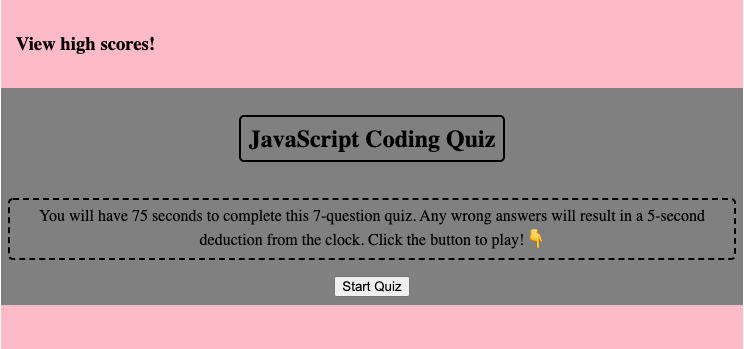 View high scores!
JavaScript Coding Quiz
You will have 75 seconds to complete this 7-question quiz. Any wrong answers will result in a 5-second
deduction from the clock. Click the button to play! 👇
Start Quiz